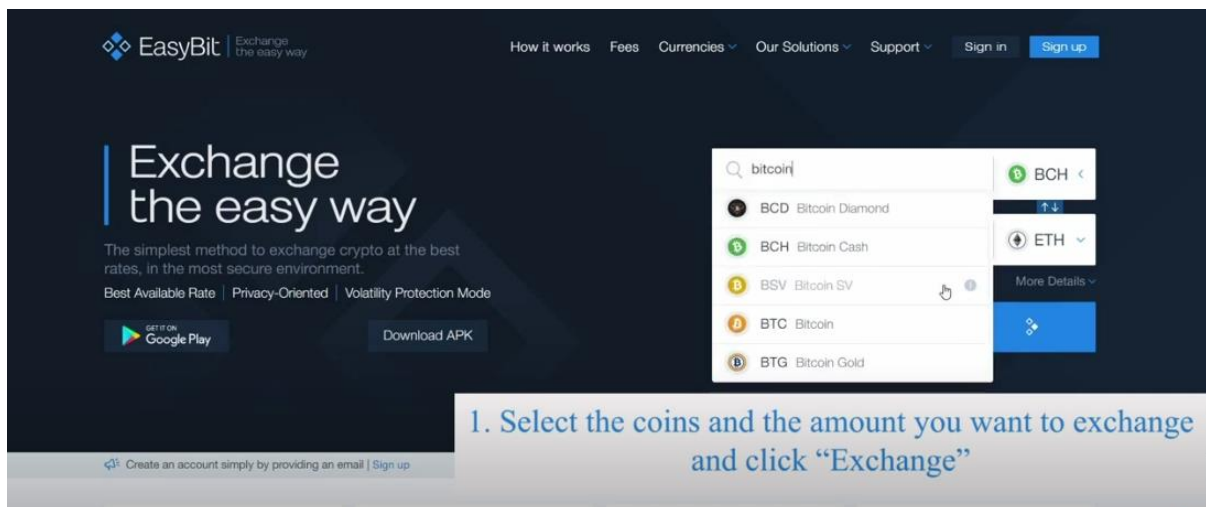 EasyBit Exchange the easy way
How it works Fees Currencies Our Solutions Support Sign in Sign up
Exchange
the easy way
The simplest method to exchange crypto at the best
rates, in the most secure environment.
Best Available Rate | Privacy-Oriented | Volatility Protection Mode
GET IT ON
Google Play
Download APK
bitcoin
BCD Bitcoin Diamond
BCH Bitcoin Cash
BSV Bitcoin SV
BTC Bitcoin
BTG Bitcoin Gold
BCH
ETH
More Details
1. Select the coins and the amount you want to exchange
and click “Exchange”
Create an account simply by providing an email | Sign up